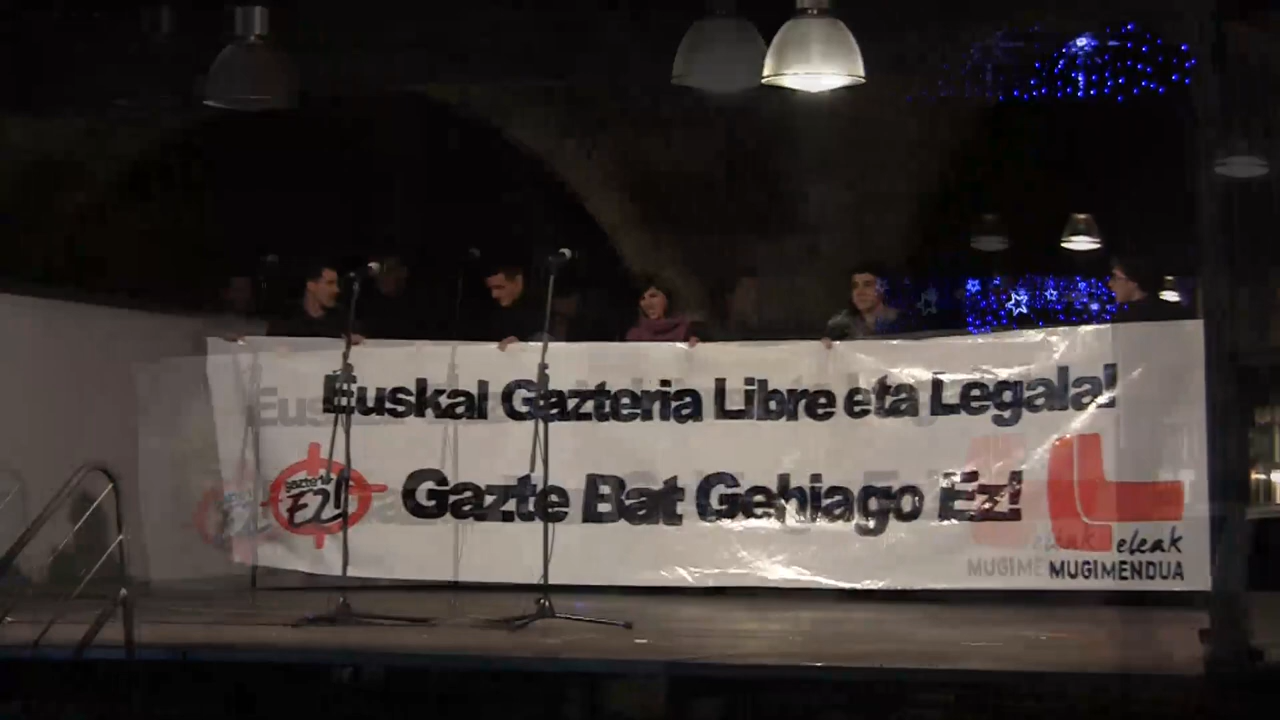 Euskal Gazteria Libre eta Legala!
gazteria
EZ!
Gazte Bat Gehiago Ez!
eleak
MUGIMENDUA